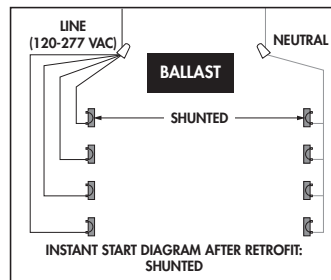 LINE
(120-277 VAC)
NEUTRAL
BALLAST
SHUNTED
INSTANT START DIAGRAM AFTER RETROFIT:
SHUNTED